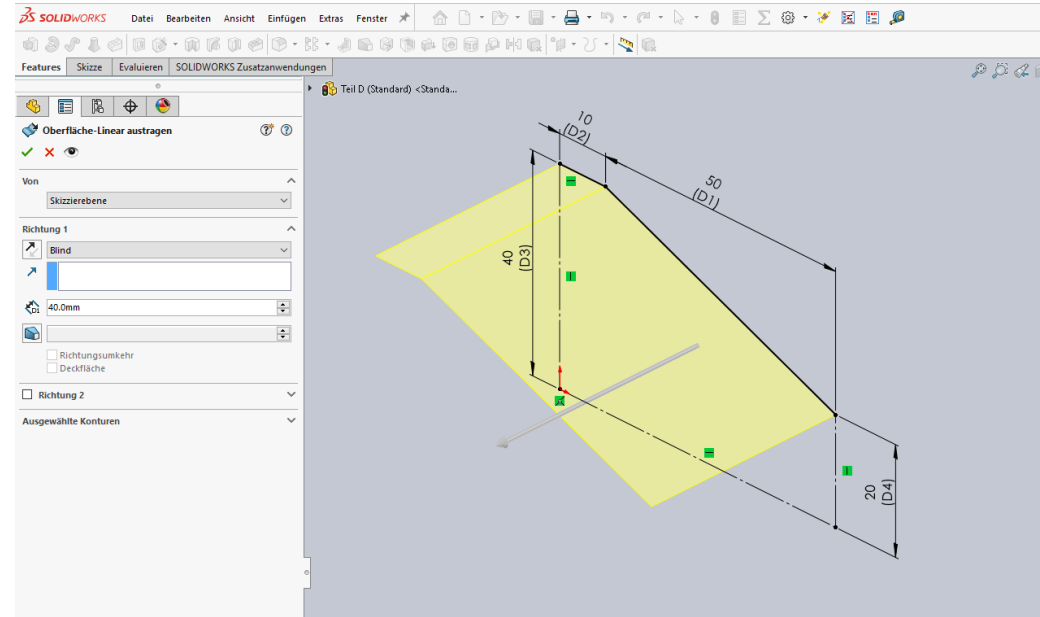 SOLIDWORKS Datei Bearbeiten Ansicht Einfügen Extras Fenster
Features Skizze Evaluieren SOLIDWORKS Zusatzanwendungen
Teil D (Standard) <Standa...
Oberfläche-Linear austragen
Von
Skizzierebene
Richtung 1
Blind
D1
40.0mm
Richtungsumkehr
Deckfläche
Richtung 2
Ausgewählte Konturen
10
(D2)
50
(D1)
40
(D3)
20
(D4)